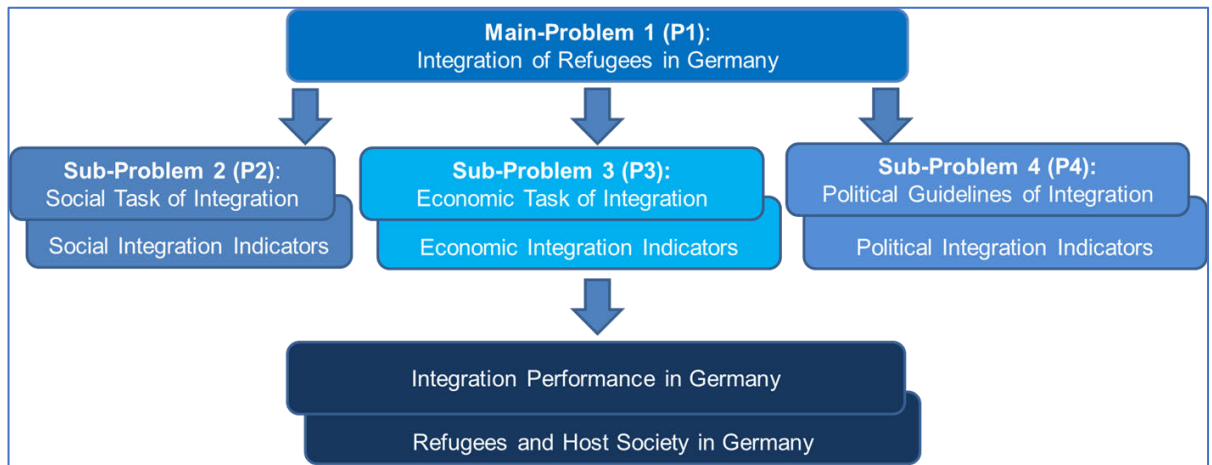 Main-Problem 1 (P1):
Integration of Refugees in Germany
Sub-Problem 2 (P2):
Social Task of Integration
Social Integration Indicators
Sub-Problem 3 (P3):
Economic Task of Integration
Economic Integration Indicators
Sub-Problem 4 (P4):
Political Guidelines of Integration
Political Integration Indicators
Integration Performance in Germany
Refugees and Host Society in Germany